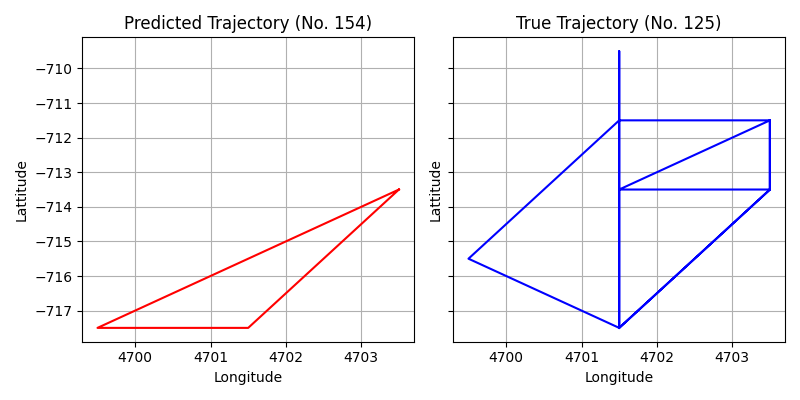 Predicted Trajectory (No. 154)
True Trajectory (No. 125)
Lattitude
−710
−711
−712
−713
−714
−715
−716
−717
4700 4701 4702 4703
Longitude
Lattitude
4700 4701 4702 4703
Longitude